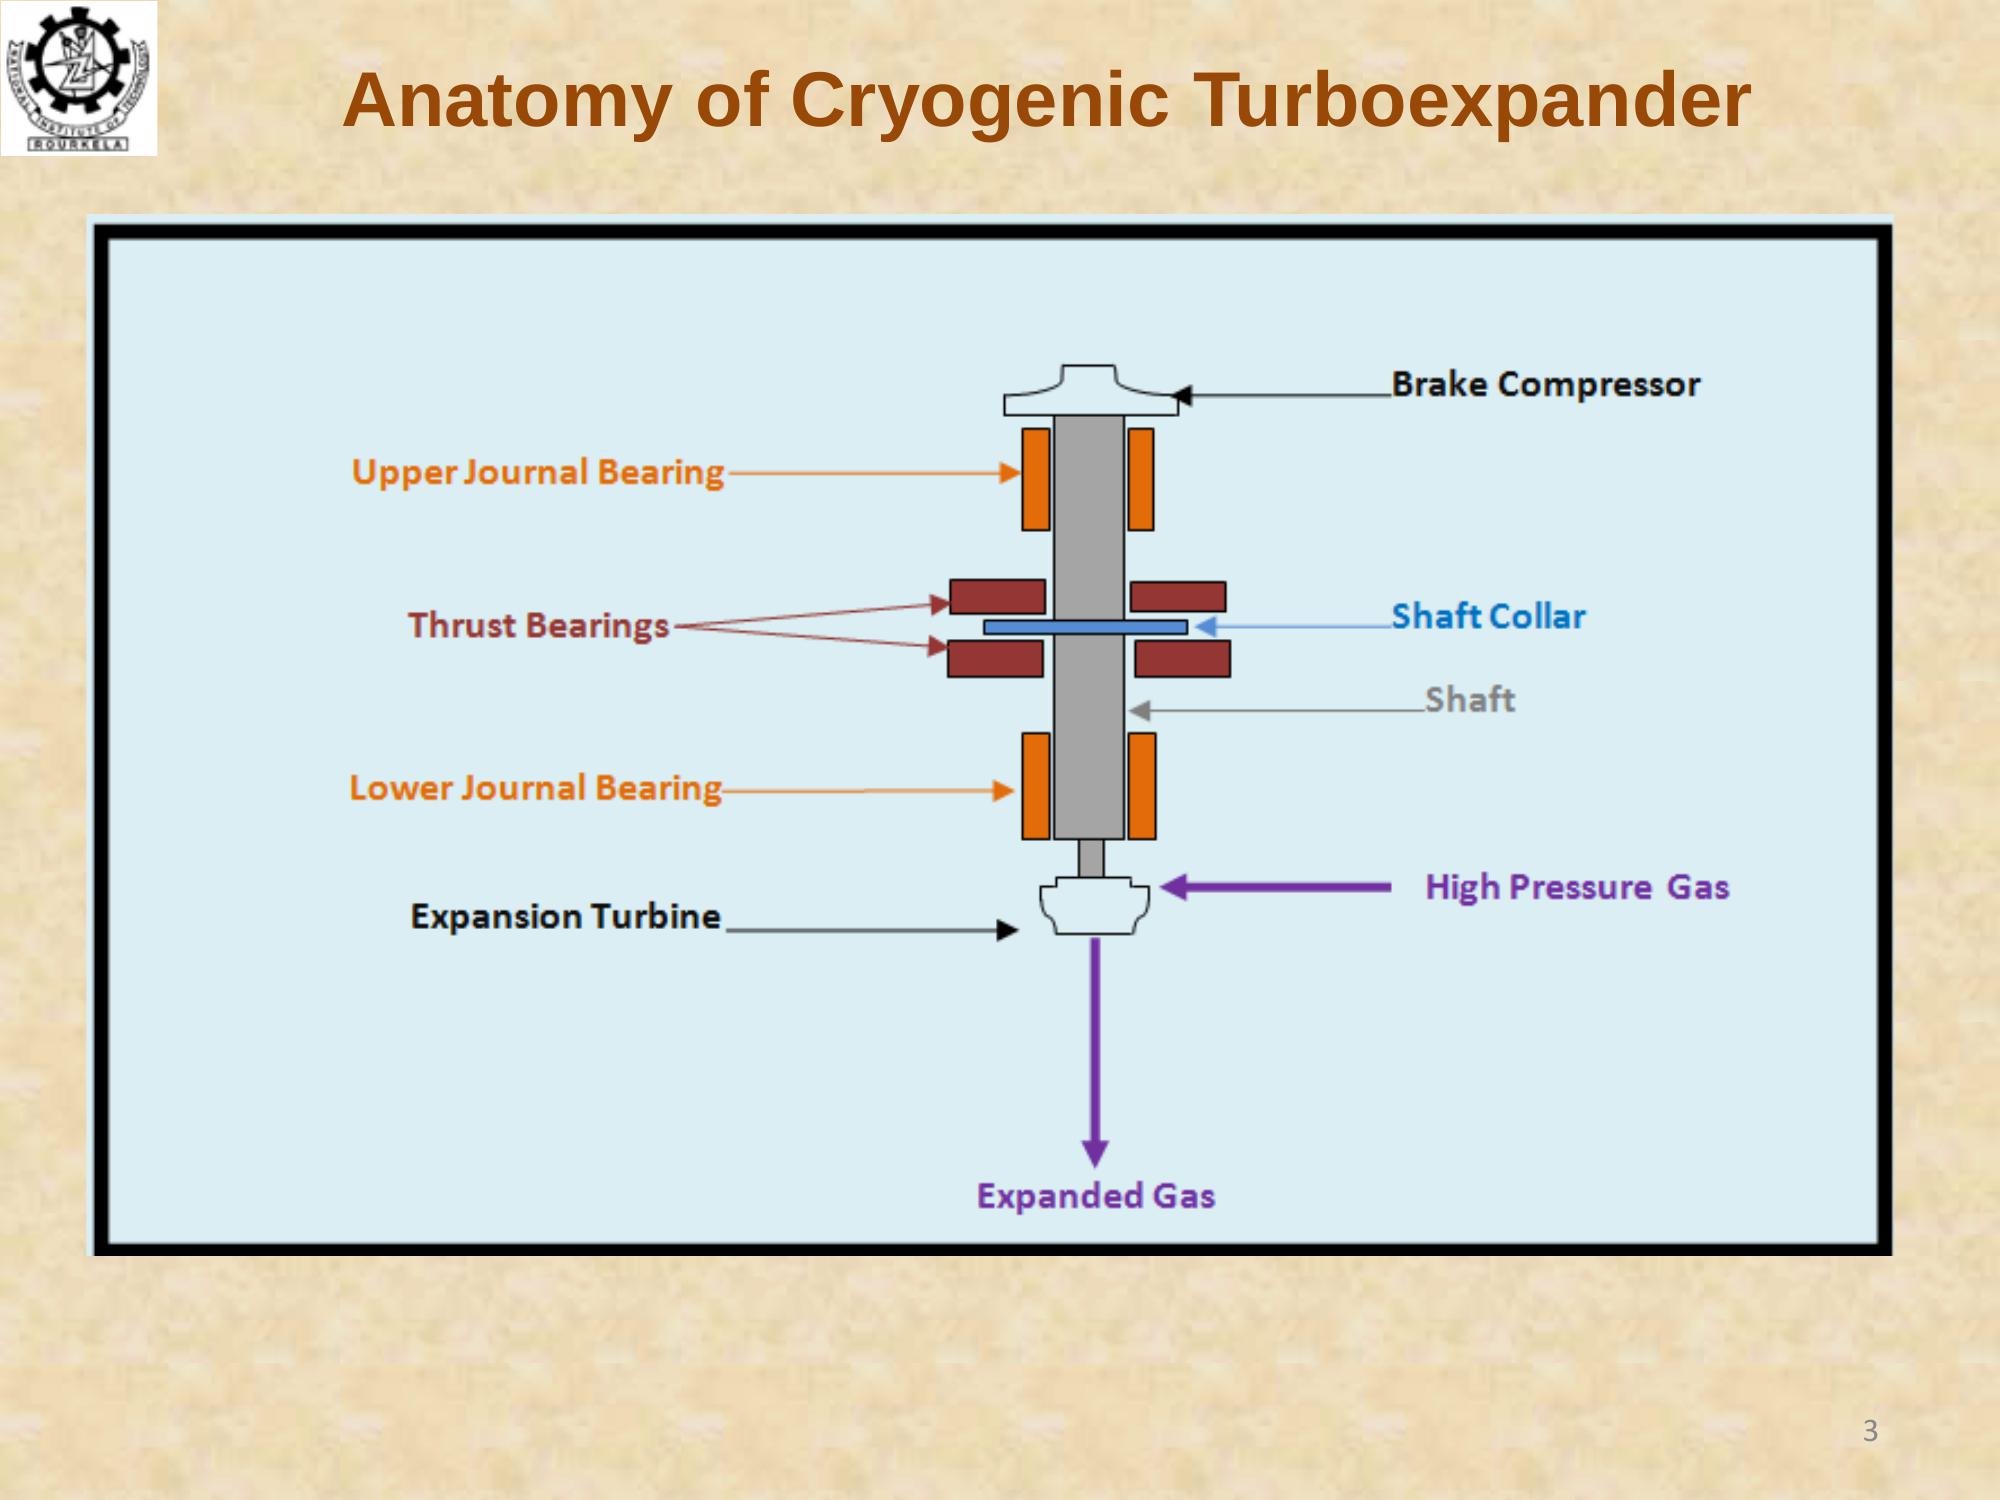 NATIONAL INSTITUTE OF TECHNOLOGY
ROURKELA
Anatomy of Cryogenic Turboexpander
Brake Compressor
Upper Journal Bearing
Thrust Bearings
Shaft Collar
Shaft
Lower Journal Bearing
High Pressure Gas
Expansion Turbine
Expanded Gas
3